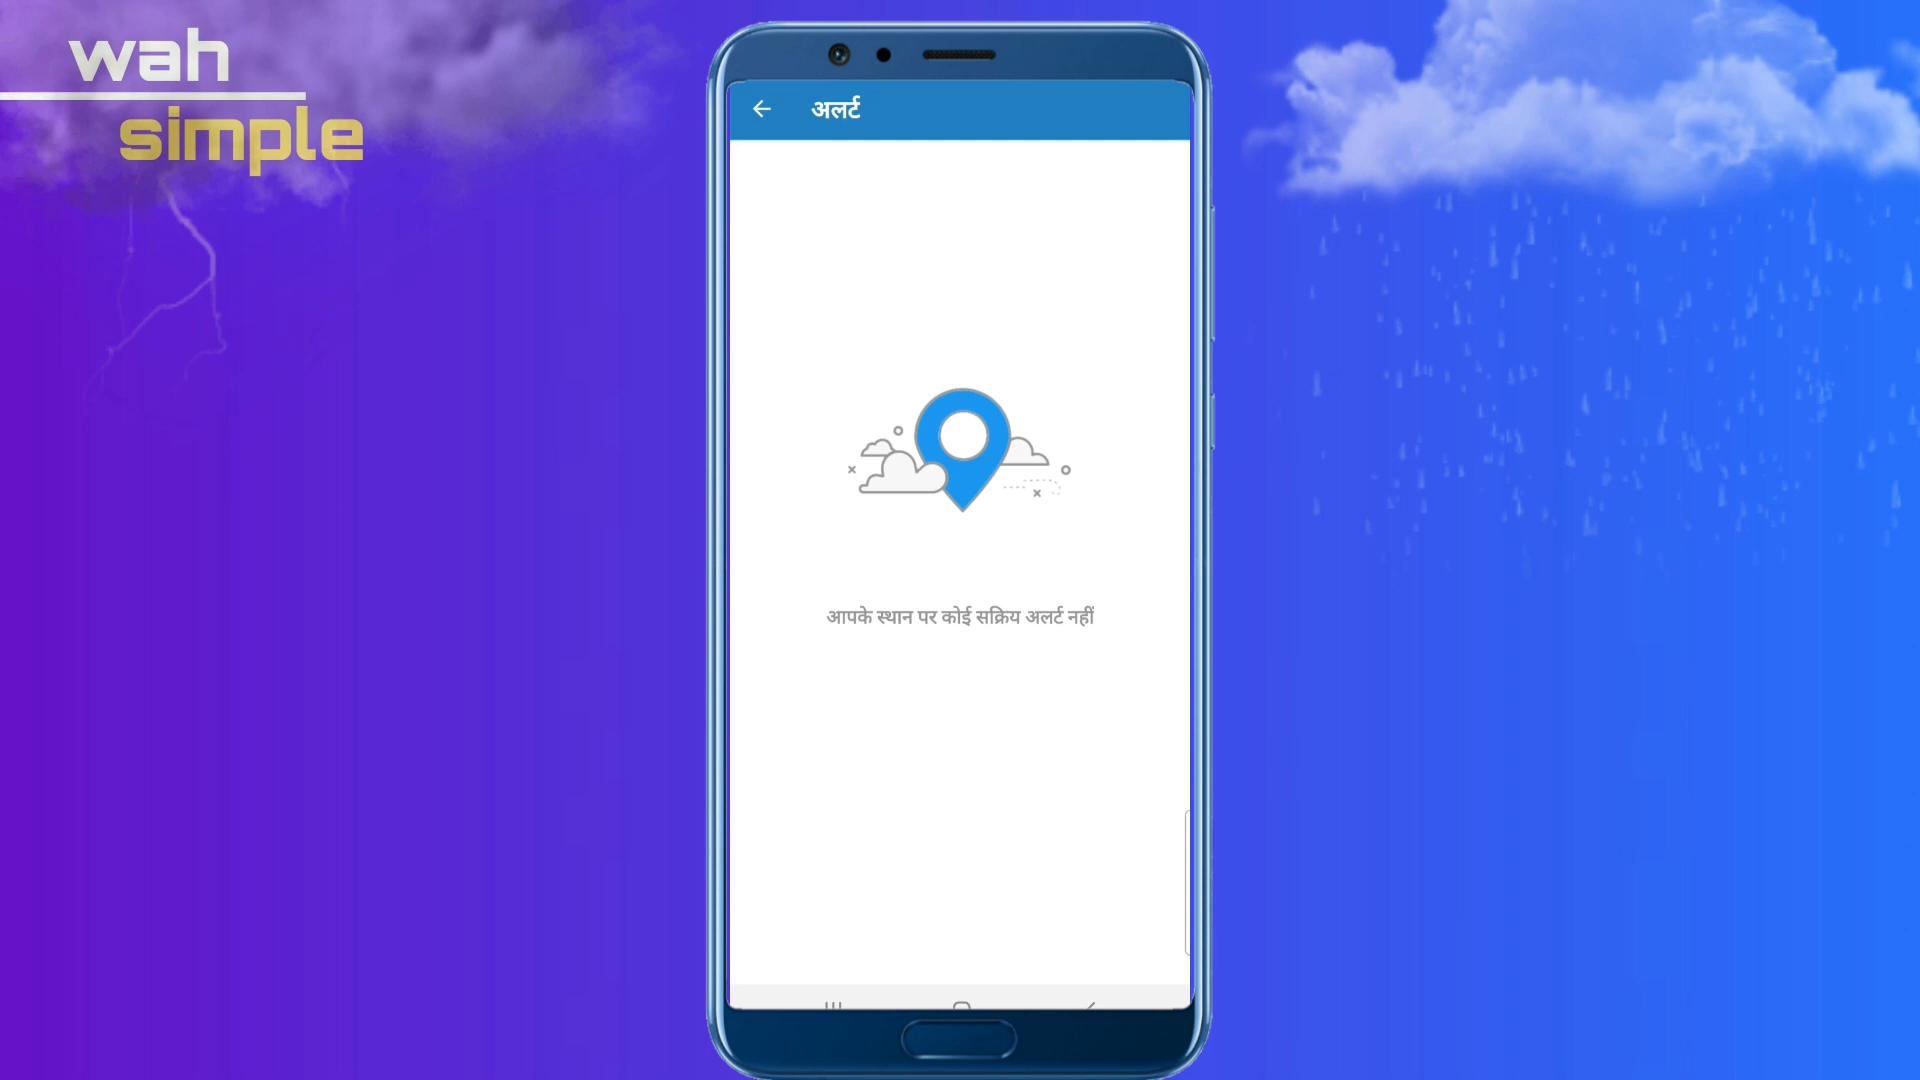 wah
simple
अलर्ट
आपके स्थान पर कोई सक्रिय अलर्ट नहीं